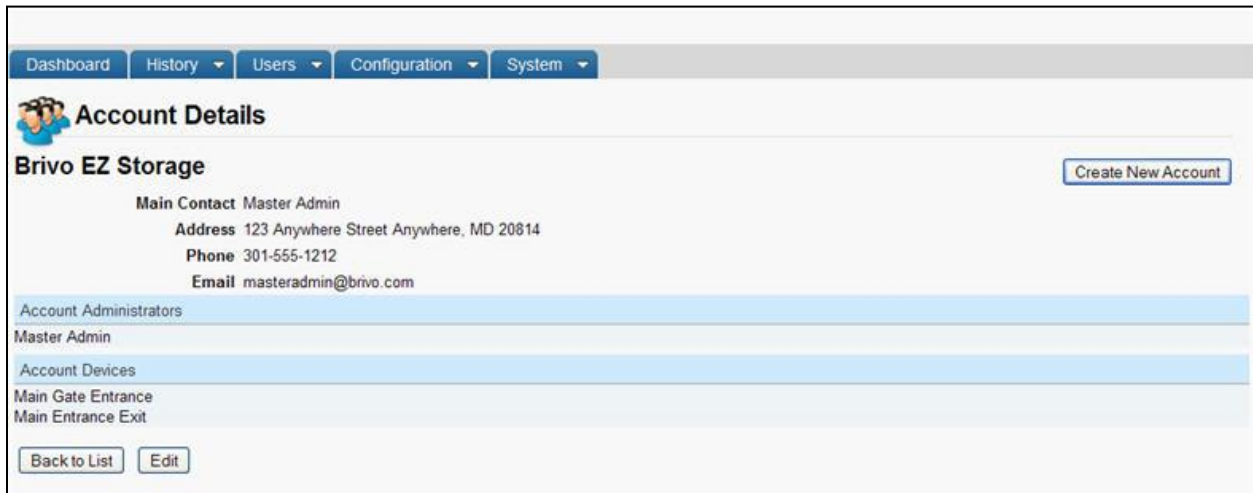 Dashboard History Users Configuration System
Account Details
Brivo EZ Storage
Create New Account
Main Contact Master Admin
Address 123 Anywhere Street Anywhere, MD 20814
Phone 301-555-1212
Email masteradmin@brivo.com
Account Administrators
Master Admin
Account Devices
Main Gate Entrance
Main Entrance Exit
Back to List Edit